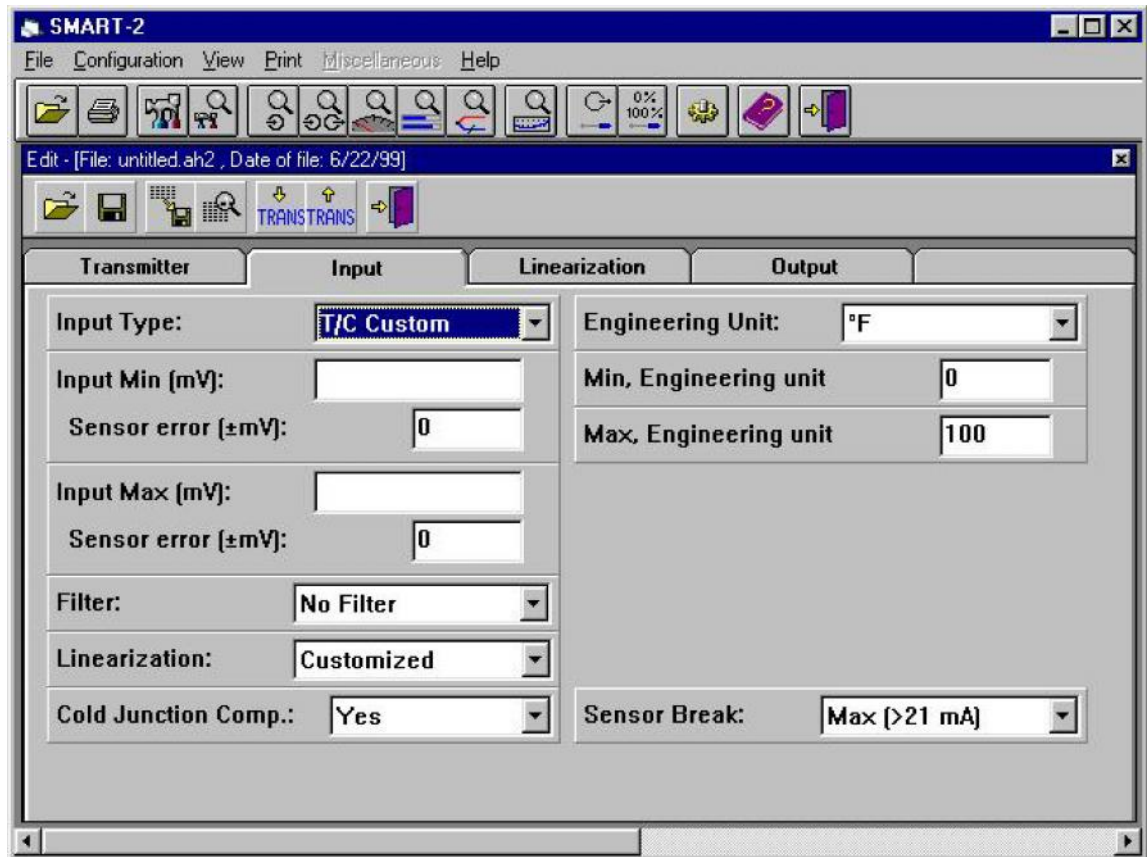 SMART-2
File Configuration View Print Miscellaneous Help
0%
100%
Edit - [File: untitled.ah2 , Date of file: 6/22/99]
TRANS TRANS
Transmitter Input Linearization Output
Input Type: T/C Custom
Engineering Unit: °F
Input Min (mV):
Min, Engineering unit 0
Sensor error (±mV): 0
Max, Engineering unit 100
Input Max (mV):
Sensor error (±mV): 0
Filter: No Filter
Linearization: Customized
Cold Junction Comp.: Yes
Sensor Break: Max (>21 mA)